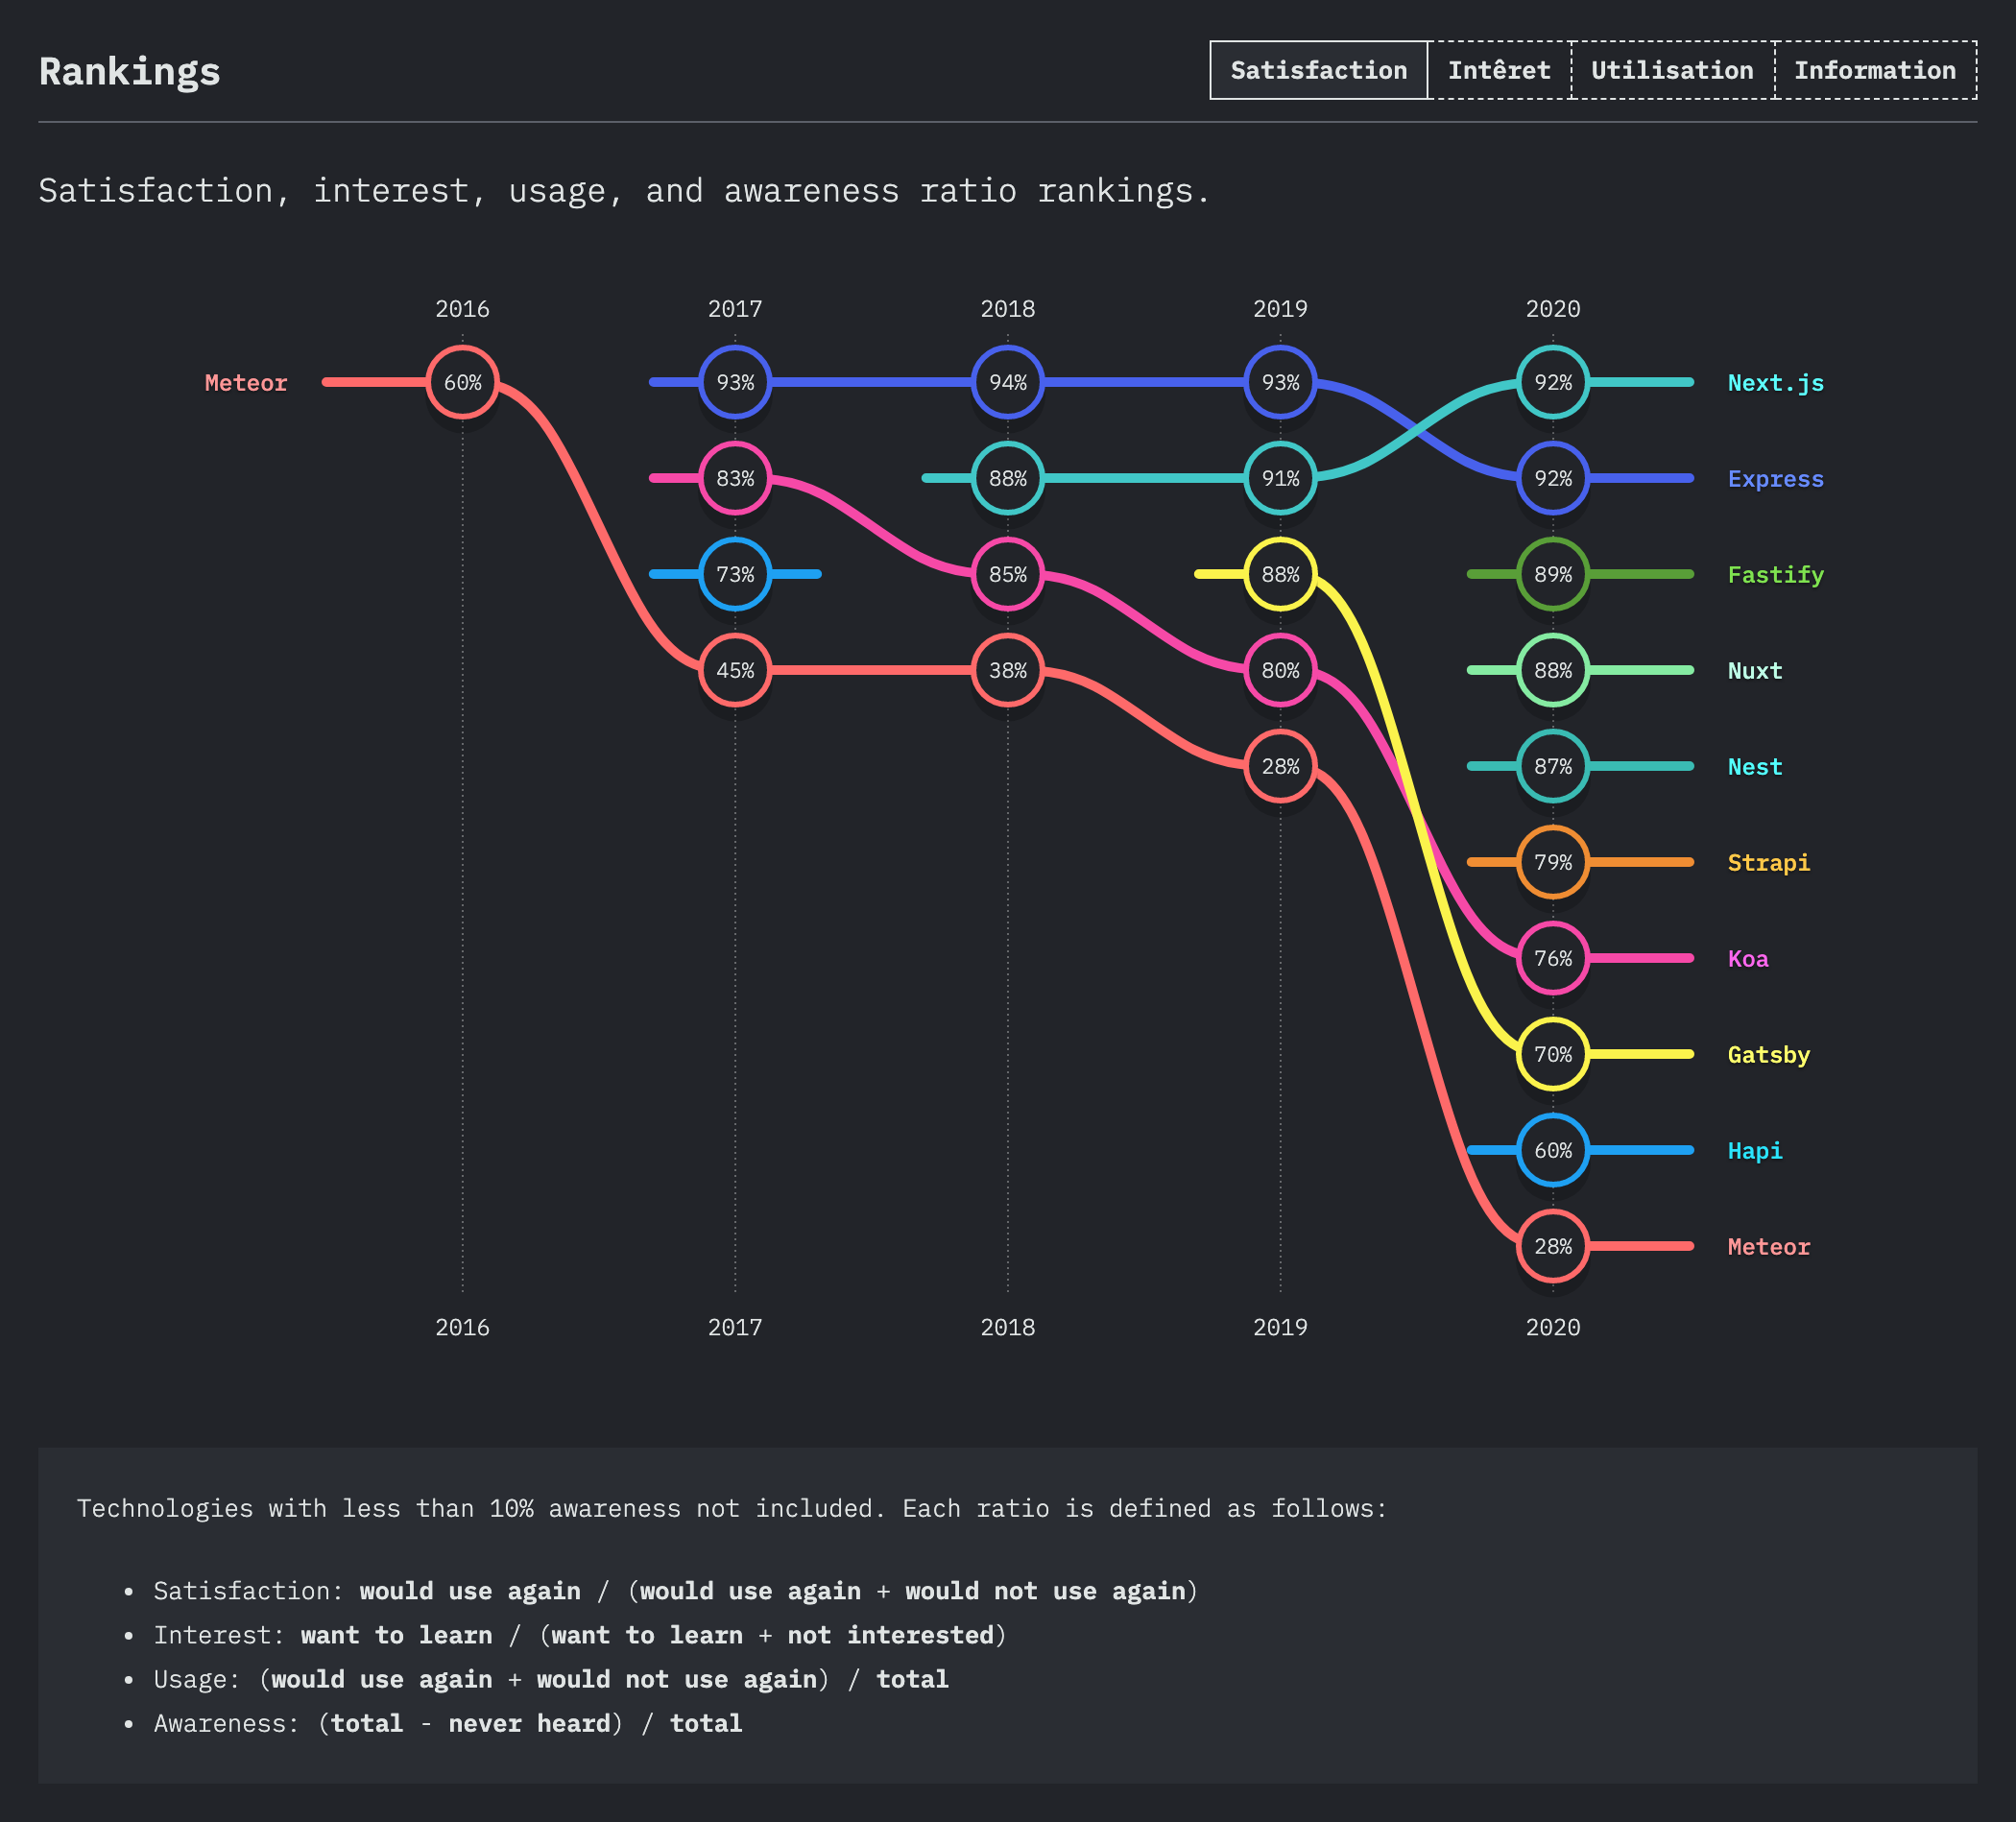 Rankings
Satisfaction Intêret Utilisation Information
Satisfaction, interest, usage, and awareness ratio rankings.
2016 2017 2018 2019 2020
Meteor 60% 93% 94% 93% 92% Next.js
83% 88% 91% 92% Express
73% 85% 88% 89% Fastify
45% 38% 80% 88% Nuxt
28% 87% Nest
79% Strapi
76% Koa
70% Gatsby
60% Hapi
28% Meteor
2016 2017 2018 2019 2020
Technologies with less than 10% awareness not included. Each ratio is defined as follows:
• Satisfaction: would use again / (would use again + would not use again)
• Interest: want to learn / (want to learn + not interested)
• Usage: (would use again + would not use again) / total
• Awareness: (total - never heard) / total